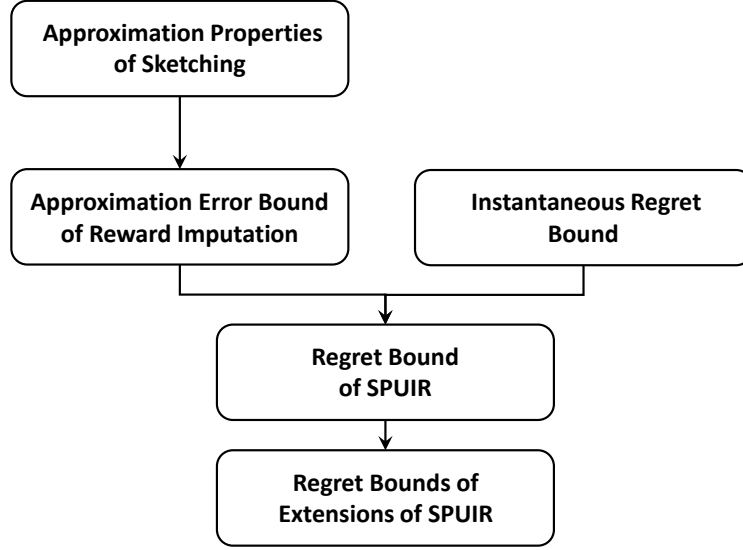 Approximation Properties
of Sketching
Approximation Error Bound
of Reward Imputation
Instantaneous Regret
Bound
Regret Bound
of SPUIR
Regret Bounds of
Extensions of SPUIR